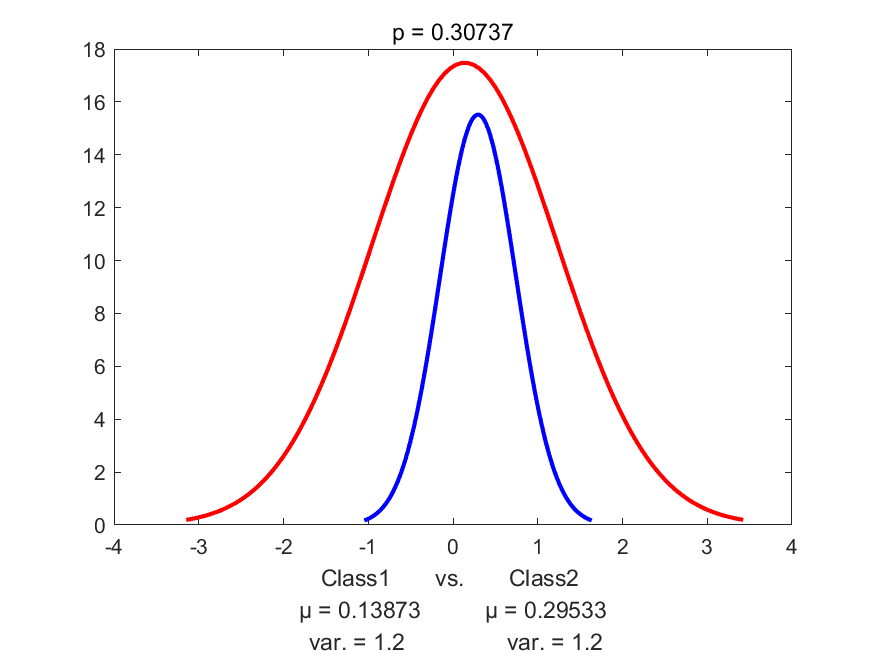 p = 0.30737
18
16
14
12
10
8
6
4
2
0
-4 -3 -2 -1 0 1 2 3 4
Class1 vs. Class2
μ = 0.13873 μ = 0.29533
var. = 1.2 var. = 1.2